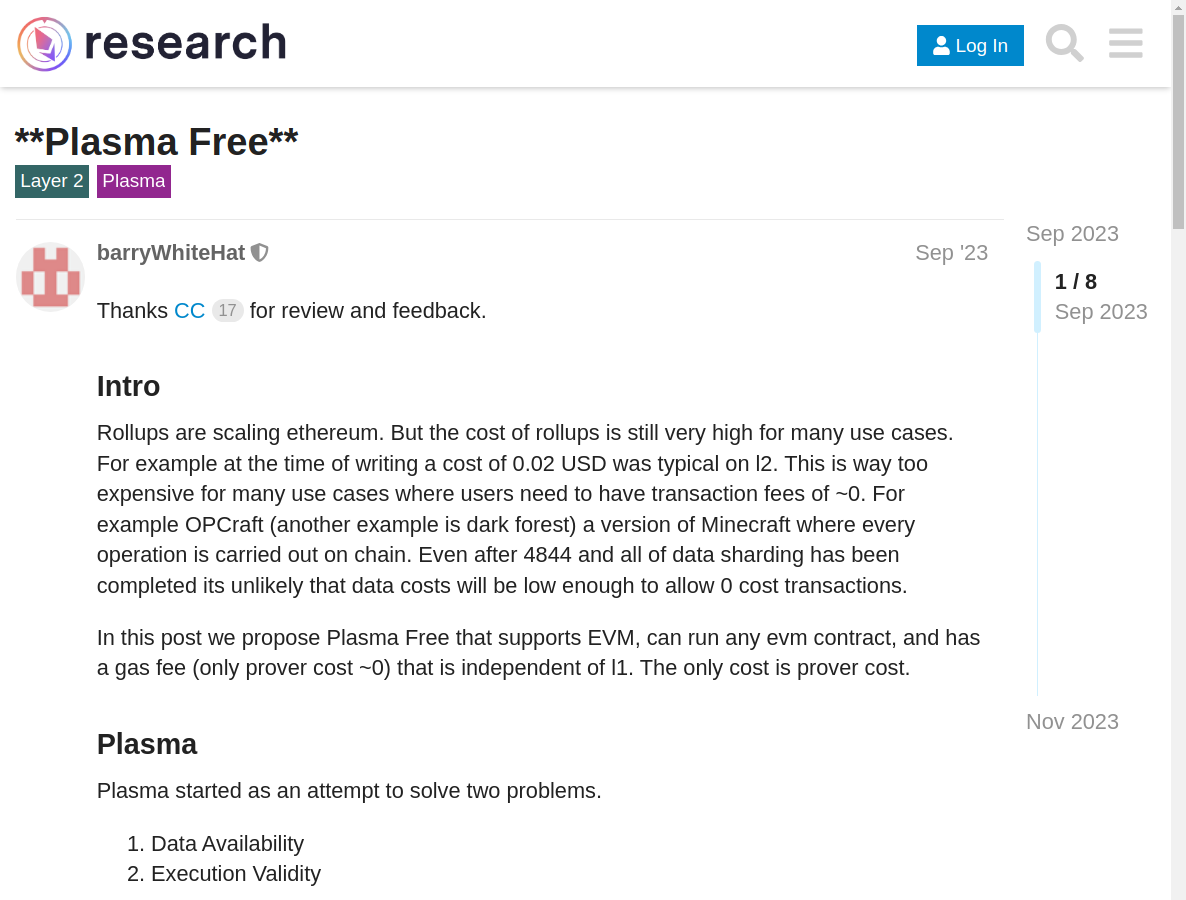 research
Log In
**Plasma Free**
Layer 2 Plasma
Sep 2023
barryWhiteHat Sep '23
1 / 8
Sep 2023
Thanks CC 17 for review and feedback.
Intro
Rollups are scaling ethereum. But the cost of rollups is still very high for many use cases.
For example at the time of writing a cost of 0.02 USD was typical on l2. This is way too
expensive for many use cases where users need to have transaction fees of ~0. For
example OPCraft (another example is dark forest) a version of Minecraft where every
operation is carried out on chain. Even after 4844 and all of data sharding has been
completed its unlikely that data costs will be low enough to allow 0 cost transactions.
In this post we propose Plasma Free that supports EVM, can run any evm contract, and has
a gas fee (only prover cost ~0) that is independent of l1. The only cost is prover cost.
Nov 2023
Plasma
Plasma started as an attempt to solve two problems.
1. Data Availability
2. Execution Validity